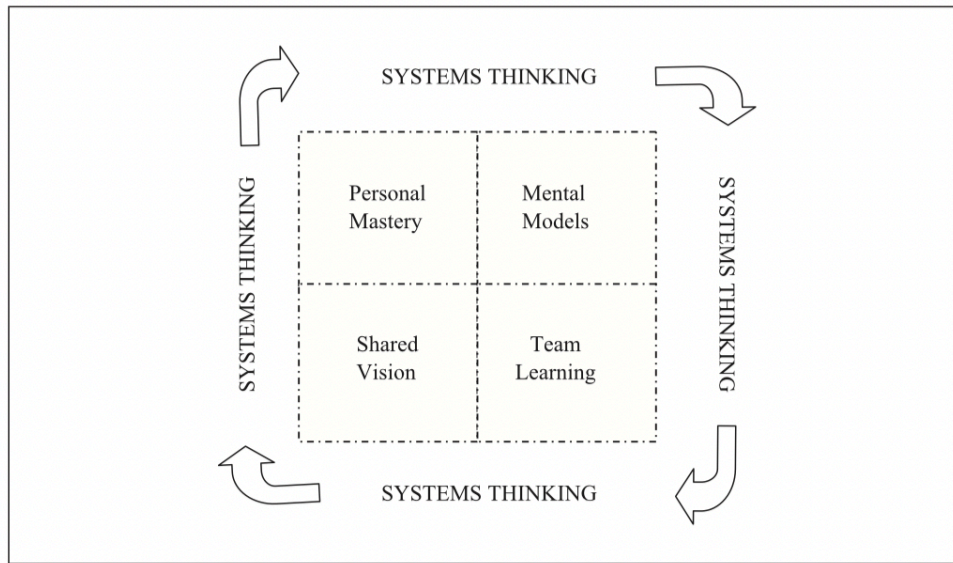 SYSTEMS THINKING
SYSTEMS THINKING
Personal
Mastery
Mental
Models
SYSTEMS THINKING
Shared
Vision
Team
Learning
SYSTEMS THINKING